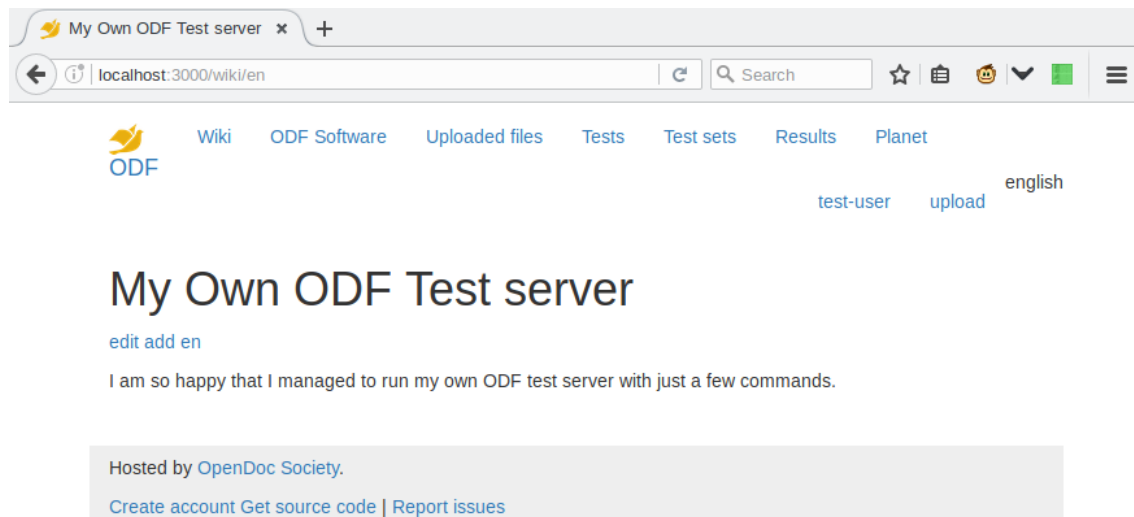 My Own ODF Test server
localhost:3000/wiki/en
Search
Wiki ODF Software Uploaded files Tests Test sets Results Planet
ODF
english
test-user upload
My Own ODF Test server
edit add en
I am so happy that I managed to run my own ODF test server with just a few commands.
Hosted by OpenDoc Society.
Create account Get source code | Report issues